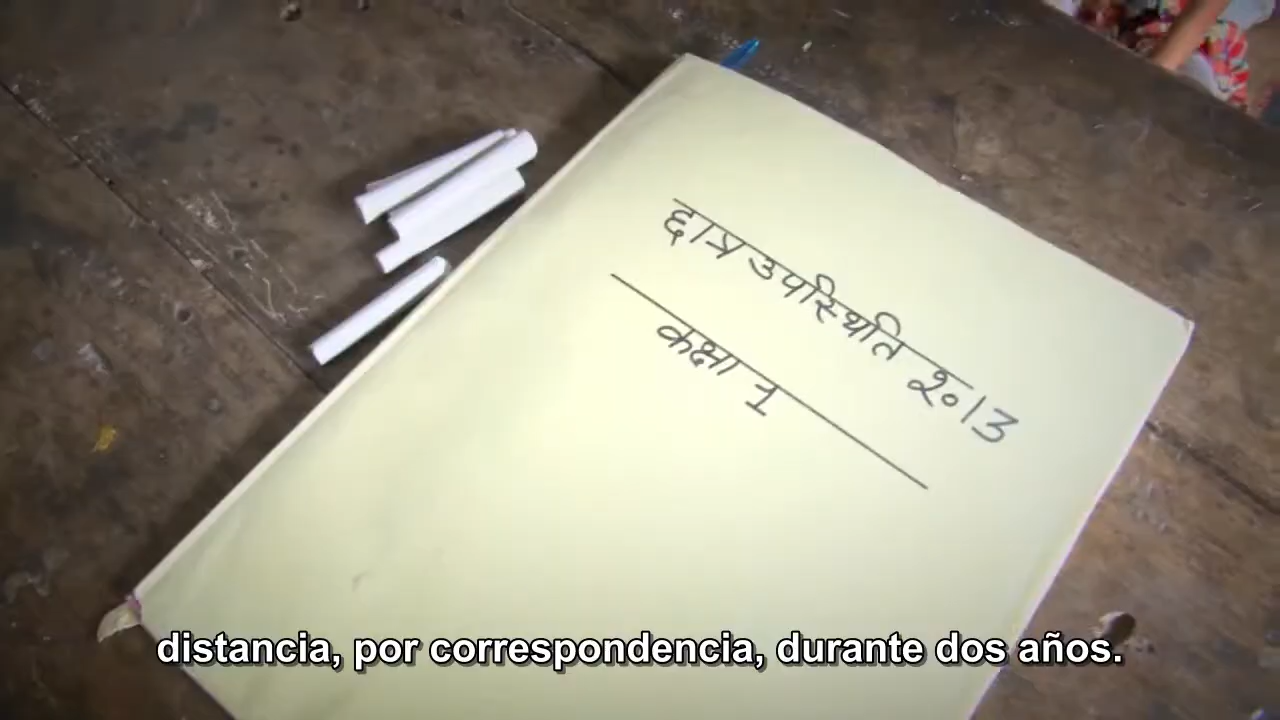 छात्र उपस्थिति २०13
कक्षा 1
distancia, por correspondencia, durante dos años.